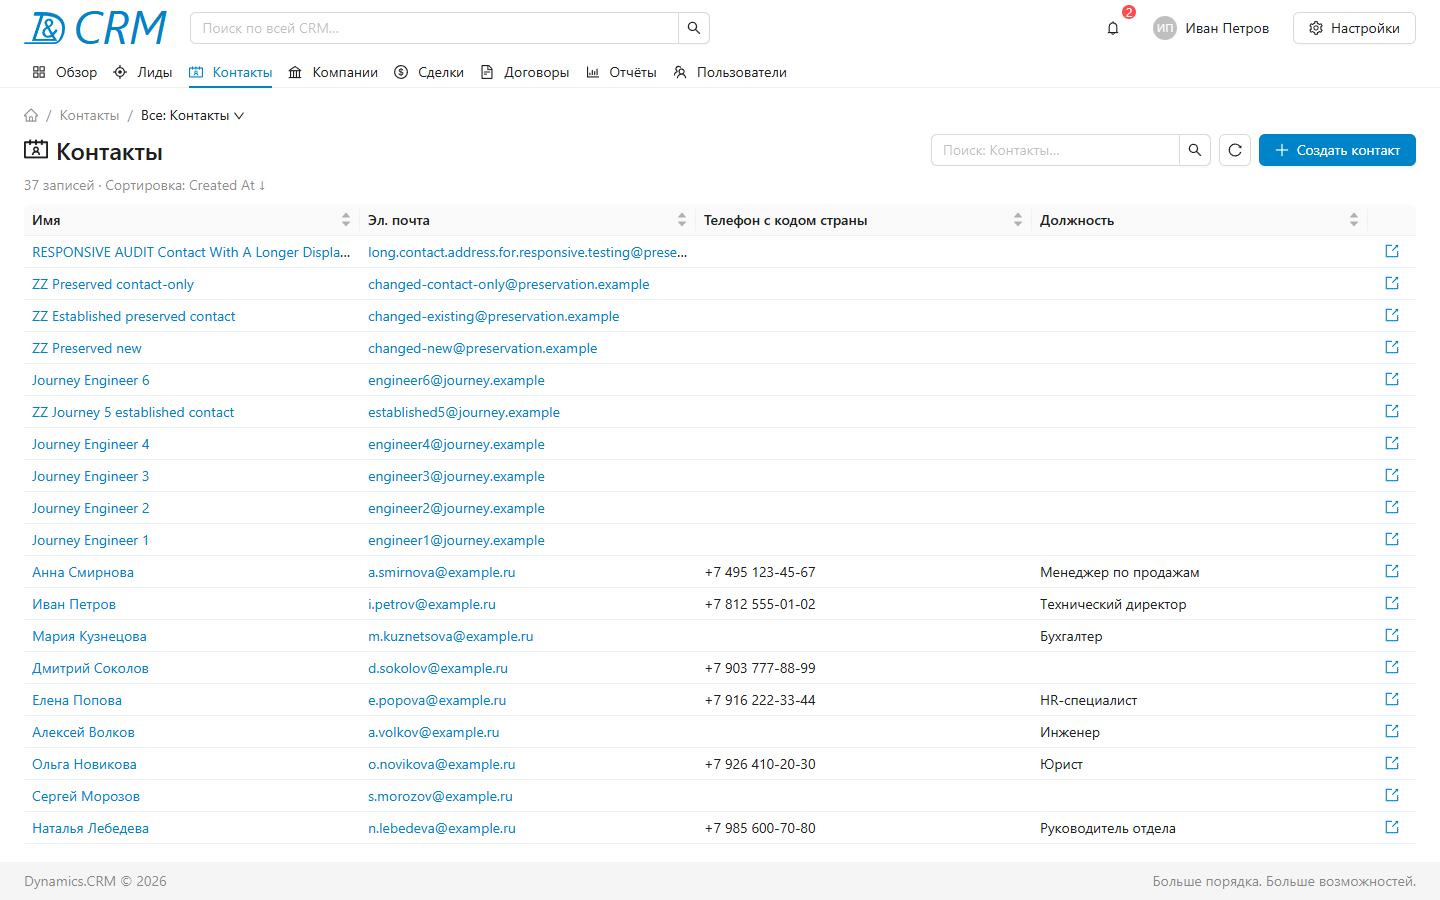 D& CRM
Поиск по всей CRM...
2
ИП Иван Петров
Настройки
Обзор Лиды Контакты Компании Сделки Договоры Отчёты Пользователи
/ Контакты / Все: Контакты
Контакты
Поиск: Контакты...
Создать контакт
37 записей · Сортировка: Created At ↓
Имя Эл. почта Телефон с кодом страны Должность
RESPONSIVE AUDIT Contact With A Longer Displa... long.contact.address.for.responsive.testing@prese...
ZZ Preserved contact-only changed-contact-only@preservation.example
ZZ Established preserved contact changed-existing@preservation.example
ZZ Preserved new changed-new@preservation.example
Journey Engineer 6 engineer6@journey.example
ZZ Journey 5 established contact established5@journey.example
Journey Engineer 4 engineer4@journey.example
Journey Engineer 3 engineer3@journey.example
Journey Engineer 2 engineer2@journey.example
Journey Engineer 1 engineer1@journey.example
Анна Смирнова a.smirnova@example.ru +7 495 123-45-67 Менеджер по продажам
Иван Петров i.petrov@example.ru +7 812 555-01-02 Технический директор
Мария Кузнецова m.kuznetsova@example.ru Бухгалтер
Дмитрий Соколов d.sokolov@example.ru +7 903 777-88-99
Елена Попова e.popova@example.ru +7 916 222-33-44 HR-специалист
Алексей Волков a.volkov@example.ru Инженер
Ольга Новикова o.novikova@example.ru +7 926 410-20-30 Юрист
Сергей Морозов s.morozov@example.ru
Наталья Лебедева n.lebedeva@example.ru +7 985 600-70-80 Руководитель отдела
Dynamics.CRM © 2026
Больше порядка. Больше возможностей.